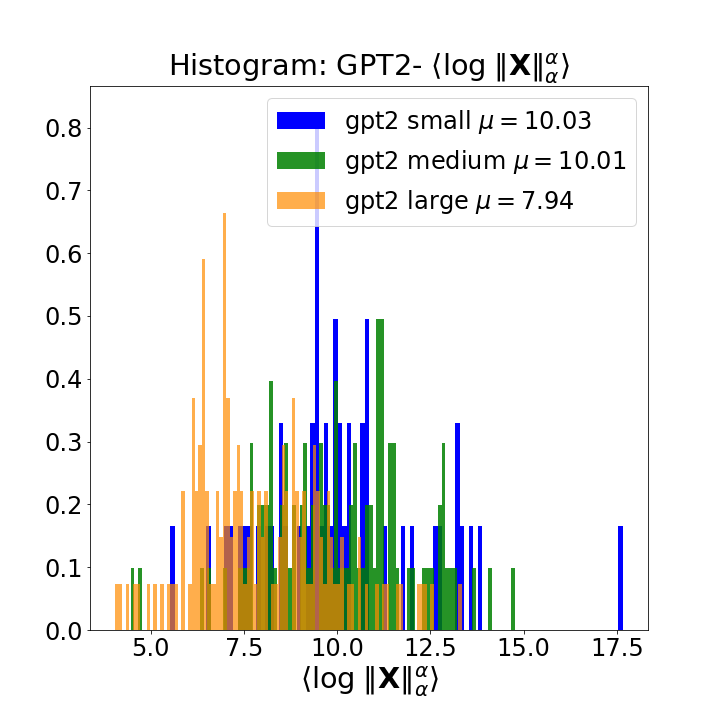 Histogram: GPT2- ⟨log ‖X‖_α^α⟩
gpt2 small μ = 10.03
gpt2 medium μ = 10.01
gpt2 large μ = 7.94
0.8
0.7
0.6
0.5
0.4
0.3
0.2
0.1
0.0
5.0 7.5 10.0 12.5 15.0 17.5
⟨log ‖X‖_α^α⟩